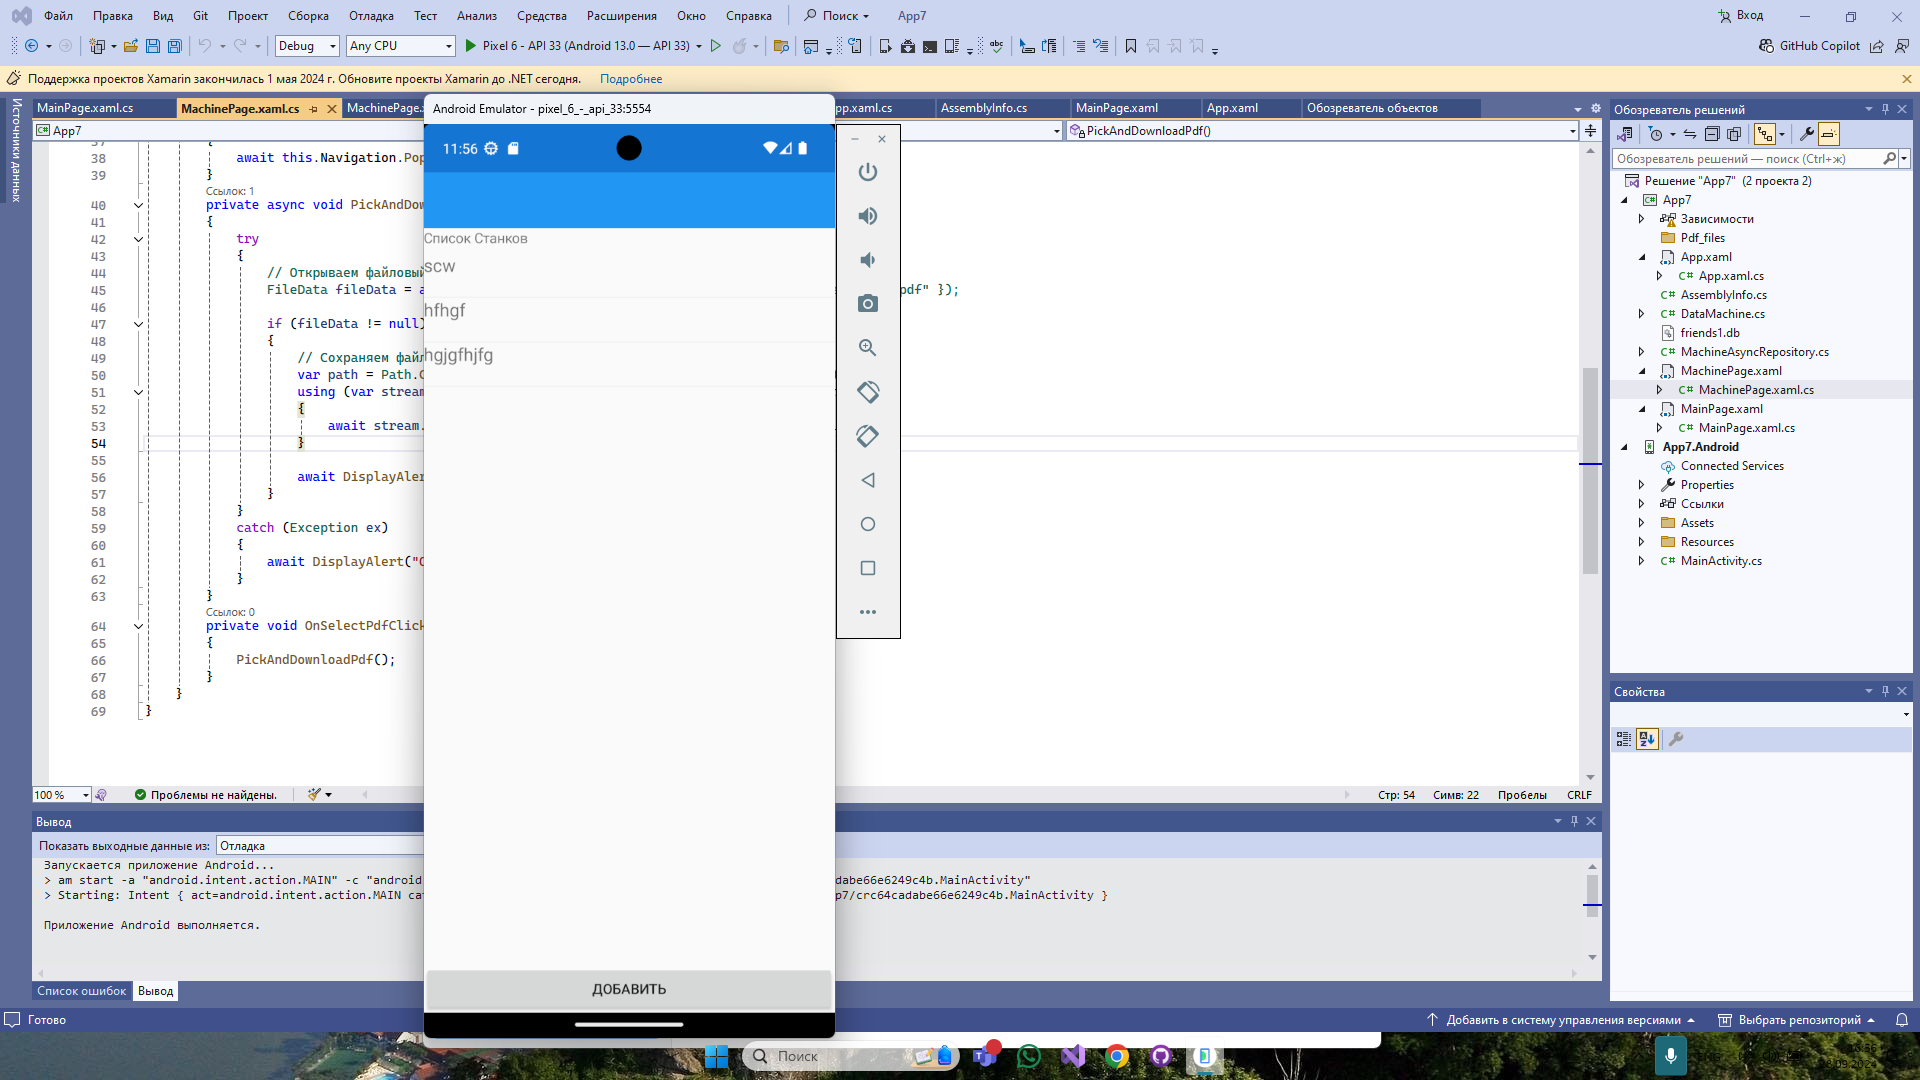 Файл Правка Вид Git Проект Сборка Отладка Тест Анализ Средства Расширения Окно Справка Поиск App7 Вход
Debug Any CPU Pixel 6 - API 33 (Android 13.0 — API 33) GitHub Copilot
Поддержка проектов Xamarin закончилась 1 мая 2024 г. Обновите проекты Xamarin до .NET сегодня. Подробнее
Источники данных
MainPage.xaml.cs MachinePage.xaml.cs MachinePage. pp.xaml.cs AssemblyInfo.cs MainPage.xaml App.xaml Обозреватель объектов
App7 PickAndDownloadPdf()
37 {
38 await this.Navigation.Pop
39 }
Ссылок: 1
40 private async void PickAndDow
41 {
42 try
43 {
44 // Открываем файловый
45 FileData fileData = a pdf" });
46
47 if (fileData != null)
48 {
49 // Сохраняем файл
50 var path = Path.C
51 using (var stream
52 {
53 await stream.
54 }
55
56 await DisplayAler
57 }
58 }
59 catch (Exception ex)
60 {
61 await DisplayAlert("О
62 }
63 }
Ссылок: 0
64 private void OnSelectPdfClick
65 {
66 PickAndDownloadPdf();
67 }
68 }
69 }
100 % Проблемы не найдены. Стр: 54 Симв: 22 Пробелы CRLF
Android Emulator - pixel_6_-_api_33:5554
11:56
Список Станков
scw
hfhgf
hgjgfhjfg
ДОБАВИТЬ
Обозреватель решений
Обозреватель решений — поиск (Ctrl+ж)
Решение "App7" (2 проекта 2)
App7
Зависимости
Pdf_files
App.xaml
App.xaml.cs
AssemblyInfo.cs
DataMachine.cs
friends1.db
MachineAsyncRepository.cs
MachinePage.xaml
MachinePage.xaml.cs
MainPage.xaml
MainPage.xaml.cs
App7.Android
Connected Services
Properties
Ссылки
Assets
Resources
MainActivity.cs
Свойства
Вывод
Показать выходные данные из: Отладка
Запускается приложение Android...
> am start -a "android.intent.action.MAIN" -c "android dabe66e6249c4b.MainActivity"
> Starting: Intent { act=android.intent.action.MAIN cat p7/crc64cadabe66e6249c4b.MainActivity }
Приложение Android выполняется.
Список ошибок Вывод
Готово Добавить в систему управления версиями Выбрать репозиторий
Поиск